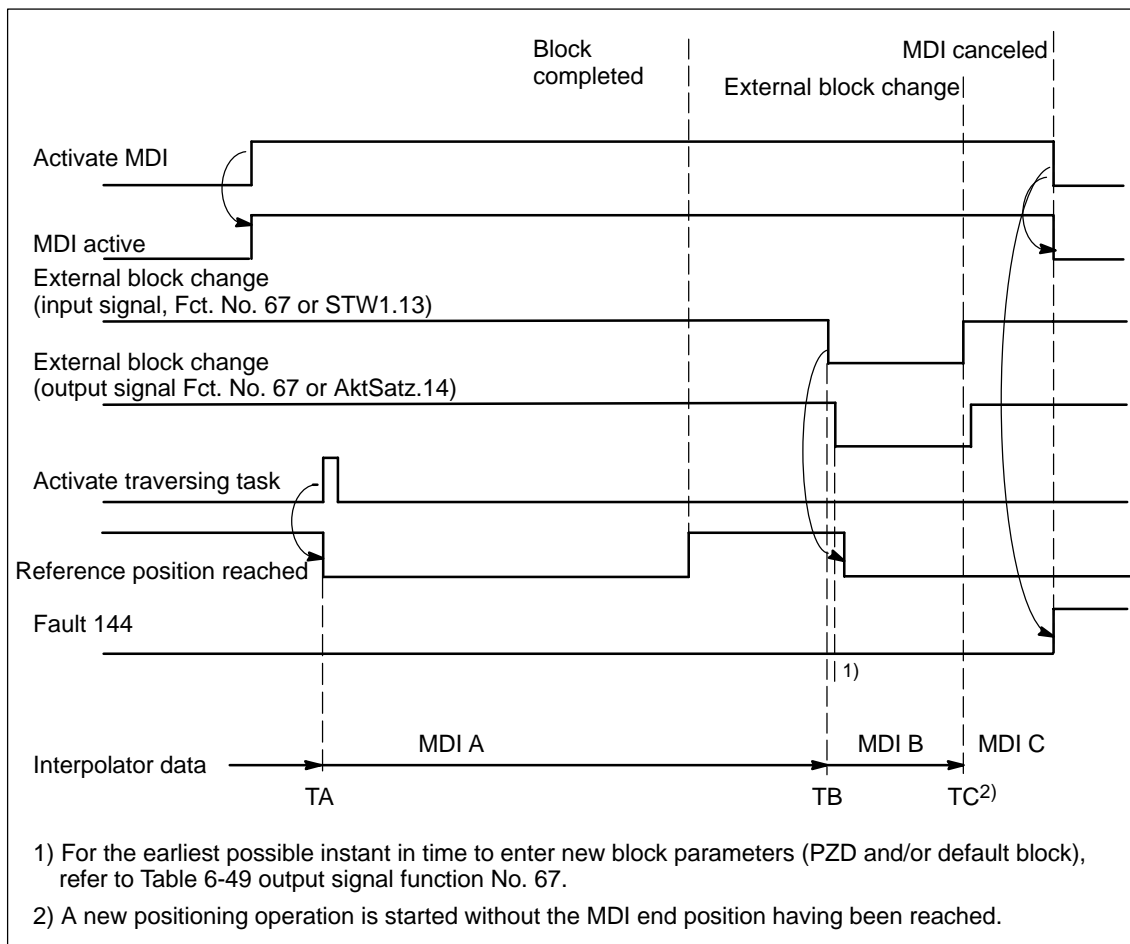 Block
completed
MDI canceled
External block change
Activate MDI
MDI active
External block change
(input signal, Fct. No. 67 or STW1.13)
External block change
(output signal Fct. No. 67 or AktSatz.14)
Activate traversing task
Reference position reached
Fault 144
1)
MDI A
MDI B
MDI C
Interpolator data
TA
TB
TC2)
1) For the earliest possible instant in time to enter new block parameters (PZD and/or default block),
refer to Table 6-49 output signal function No. 67.
2) A new positioning operation is started without the MDI end position having been reached.